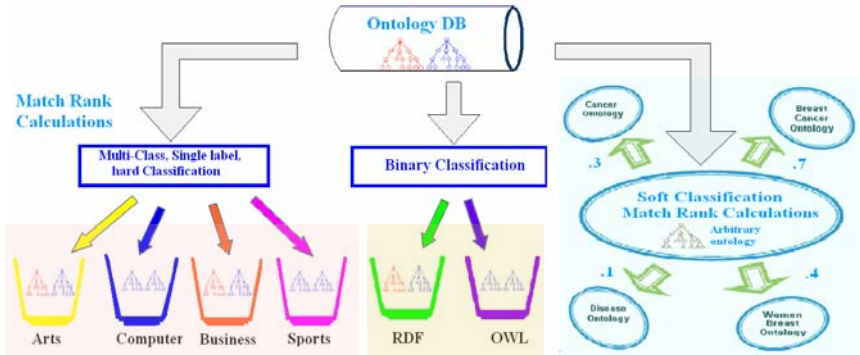 Ontology DB
Match Rank
Calculations
Multi-Class, Single label,
hard Classification
Binary Classification
Cancer
Ontology
Breast
Cancer
Ontology
.3
.7
Soft Classification
Match Rank Calculations
Arbitrary
ontology
.1
.4
Disease
Ontology
Women
Breast
Ontology
Arts
Computer
Business
Sports
RDF
OWL